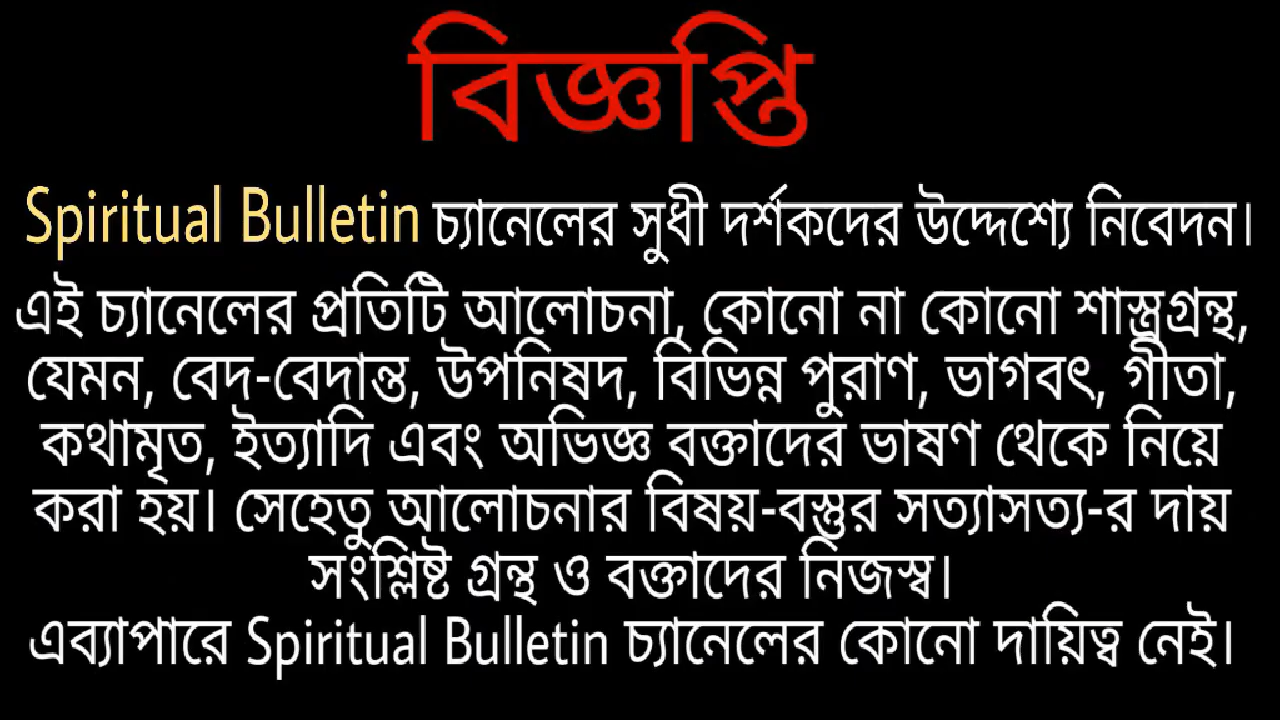 বিজ্ঞপ্তি
Spiritual Bulletin চ্যানেলের সুধী দর্শকদের উদ্দেশ্যে নিবেদন।
এই চ্যানেলের প্রতিটি আলোচনা, কোনো না কোনো শাস্ত্রগ্রন্থ,
যেমন, বেদ-বেদান্ত, উপনিষদ, বিভিন্ন পুরাণ, ভাগবৎ, গীতা,
কথামৃত, ইত্যাদি এবং অভিজ্ঞ বক্তাদের ভাষণ থেকে নিয়ে
করা হয়। সেহেতু আলোচনার বিষয়-বস্তুর সত্যাসত্য-র দায়
সংশ্লিষ্ট গ্রন্থ ও বক্তাদের নিজস্ব।
এব্যাপারে Spiritual Bulletin চ্যানেলের কোনো দায়িত্ব নেই।